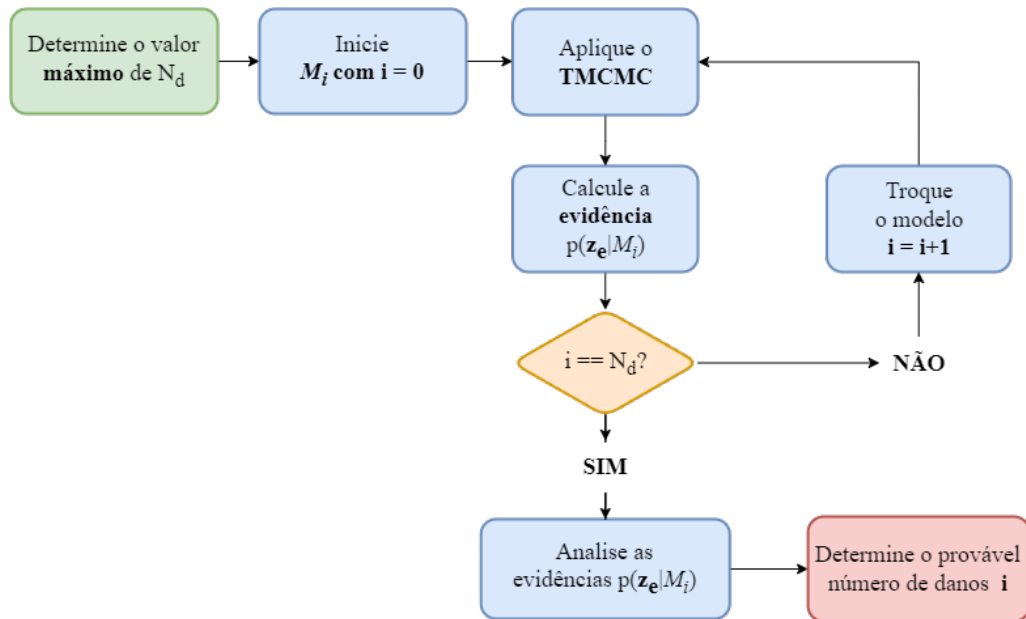 Determine o valor
máximo de N_d
Inicie
M_i com i = 0
Aplique o
TMCMC
Calcule a
evidência
p(z_e|M_i)
Troque
o modelo
i = i+1
i == N_d?
NÃO
SIM
Analise as
evidências p(z_e|M_i)
Determine o provável
número de danos i